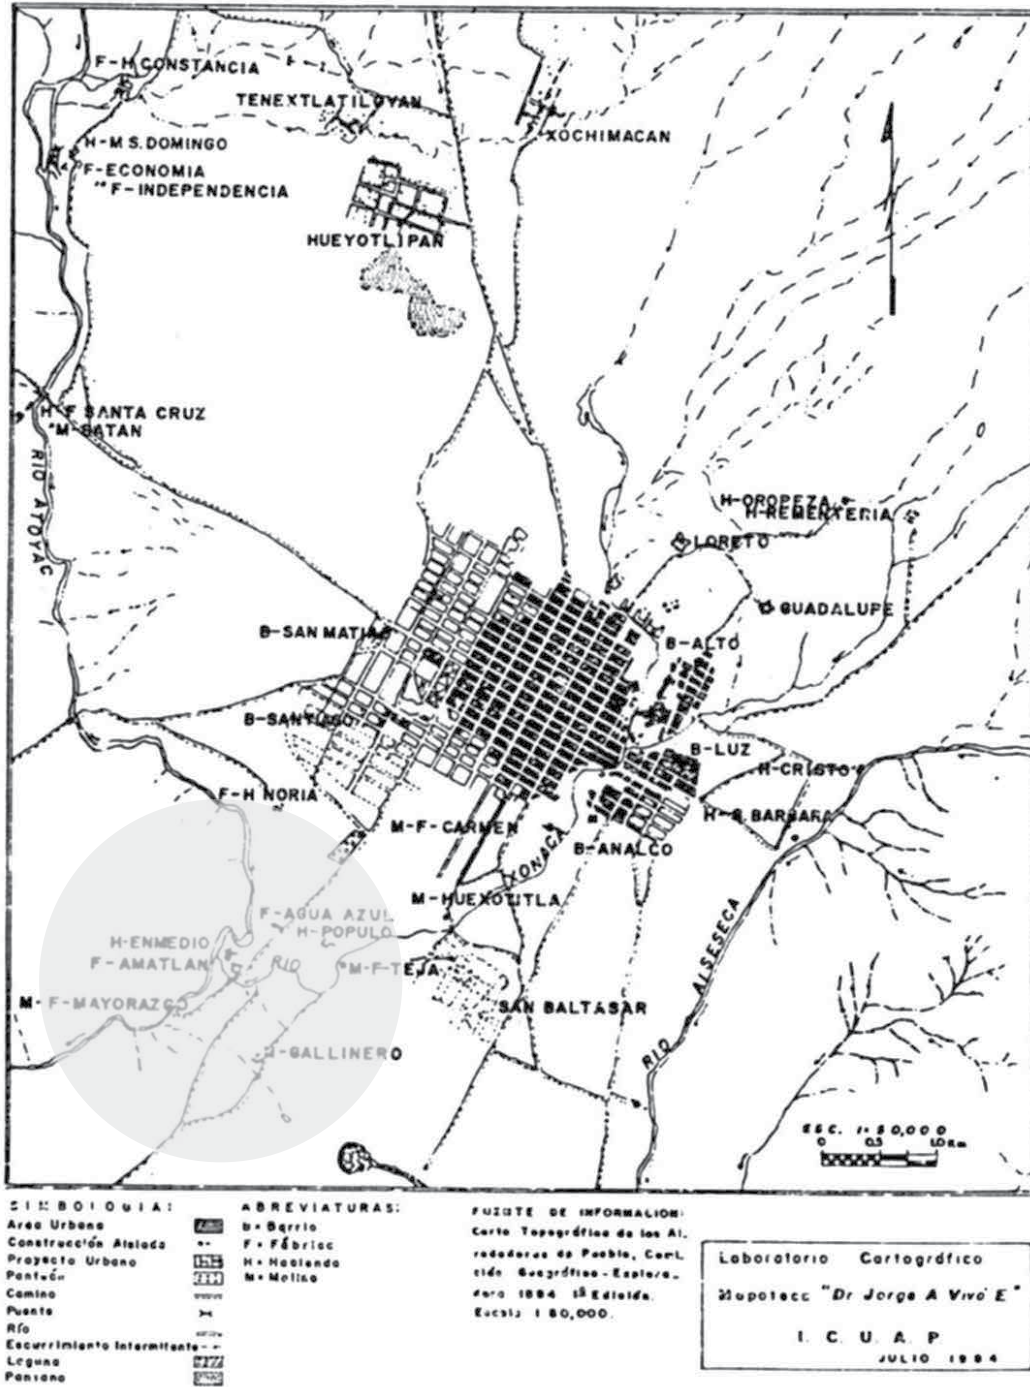 F-H CONSTANCIA
TENEXTLATILOYAN
XOCHIMACAN
H-M S. DOMINGO
F-ECONOMIA
F-INDEPENDENCIA
HUEYOTLIPAN
H-F SANTA CRUZ
M-BATAN
RIO ATOYAC
H-OROPEZA
H-REMENTERIA
LORETO
GUADALUPE
B-SAN MATIAS
B-ALTO
B-SANTIAGO
B-LUZ
H-CRISTO
F-H NORIA
H-S. BARBARA
M-F-CARMEN
B-ANALCO
XONACA
M-HUEXOTITLA
F-AGUA AZUL
H-POPULO
H-ENMEDIO
F-AMATLAN
RIO
M-F-TEJA
M-F-MAYORAZGO
SAN BALTASAR
RIO ALSESECA
H-GALLINERO
ESC. 1:50,000
0 0.5 1.0 Km
SIMBOLOGIA:
Area Urbana
Construcción Aislada
Proyecto Urbano
Panteón
Camino
Puente
Río
Escurrimiento Intermitente
Laguna
Pantano
ABREVIATURAS:
B = Barrio
F = Fábrica
H = Hacienda
M = Molino
FUENTE DE INFORMACION:
Carta Topográfica de los Al-
rededores de Puebla, Comi-
sión Geográfico-Explora-
dora 1884 1ª Edición.
Escala 1:50,000.
Laboratorio Cartográfico
Mapoteca "Dr Jorge A Vivó E"
I. C. U. A. P.
JULIO 1984